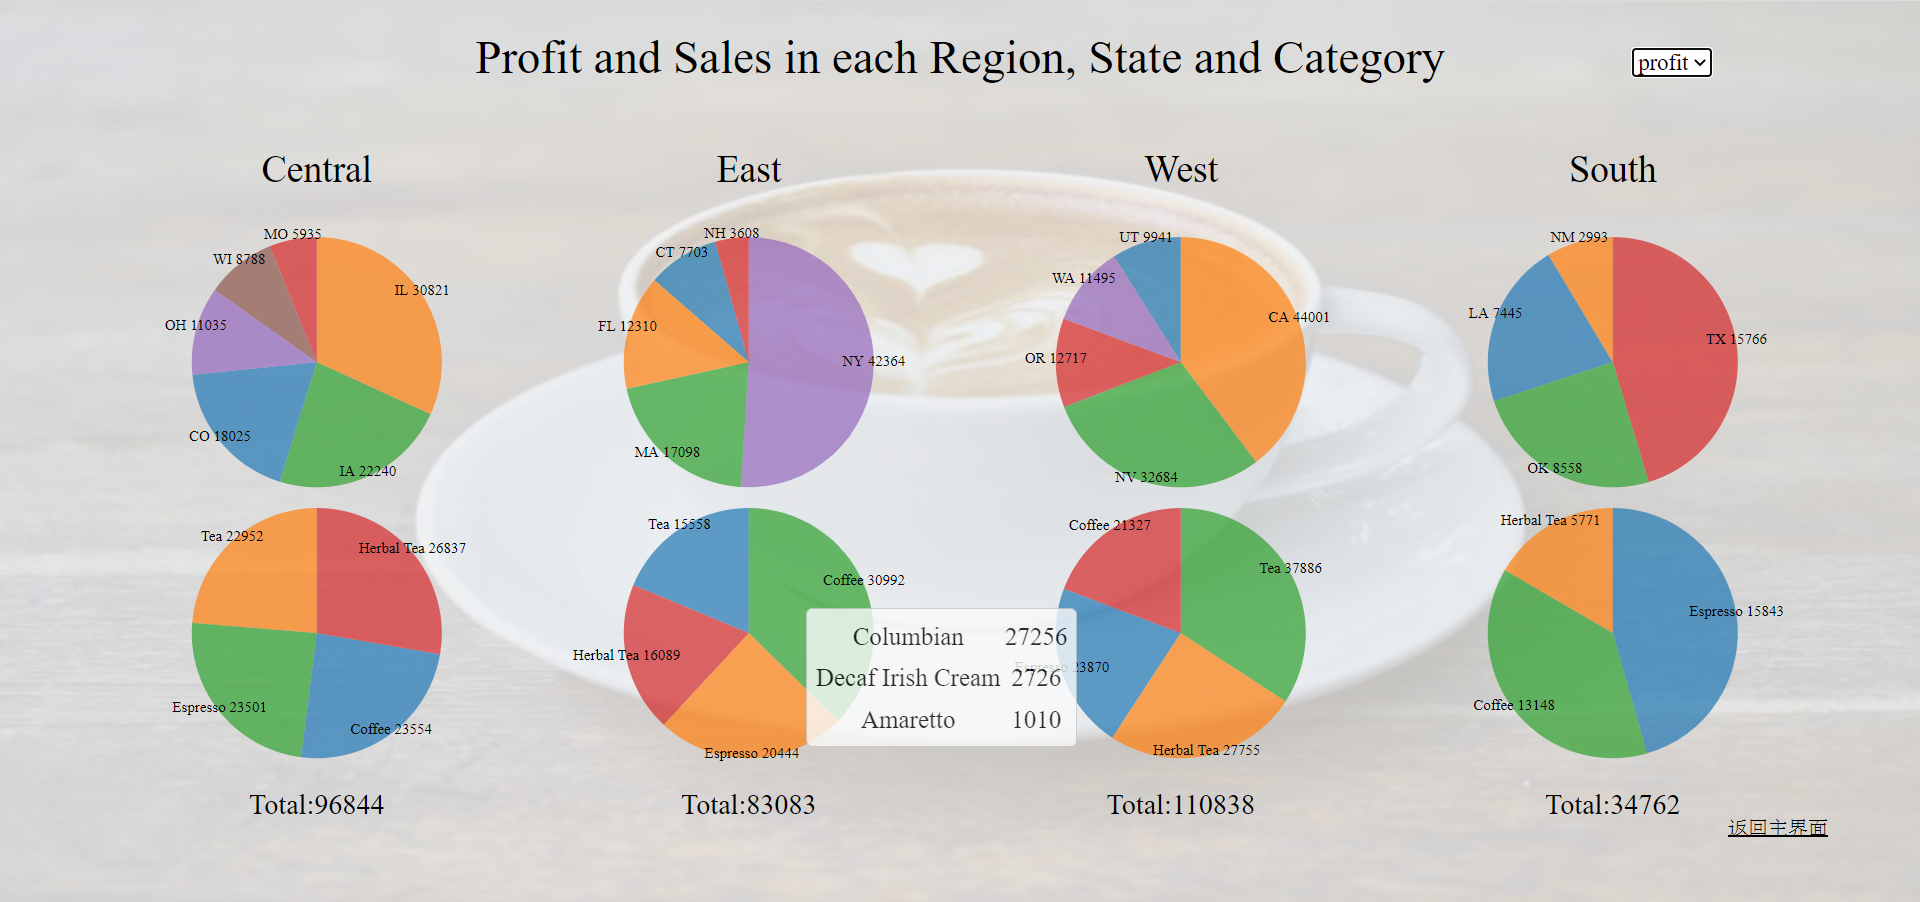 Profit and Sales in each Region, State and Category
profit
Central
East
West
South
MO 5935
WI 8788
IL 30821
OH 11035
CO 18025
IA 22240
NH 3608
CT 7703
FL 12310
NY 42364
MA 17098
UT 9941
WA 11495
CA 44001
OR 12717
NV 32684
NM 2993
LA 7445
TX 15766
OK 8558
Tea 22952
Herbal Tea 26837
Espresso 23501
Coffee 23554
Tea 15558
Coffee 30992
Herbal Tea 16089
Espresso 20444
Columbian 27256
Decaf Irish Cream 2726
Amaretto 1010
Coffee 21327
Tea 37886
Espresso 23870
Herbal Tea 27755
Herbal Tea 5771
Espresso 15843
Coffee 13148
Total:96844
Total:83083
Total:110838
Total:34762
返回主界面